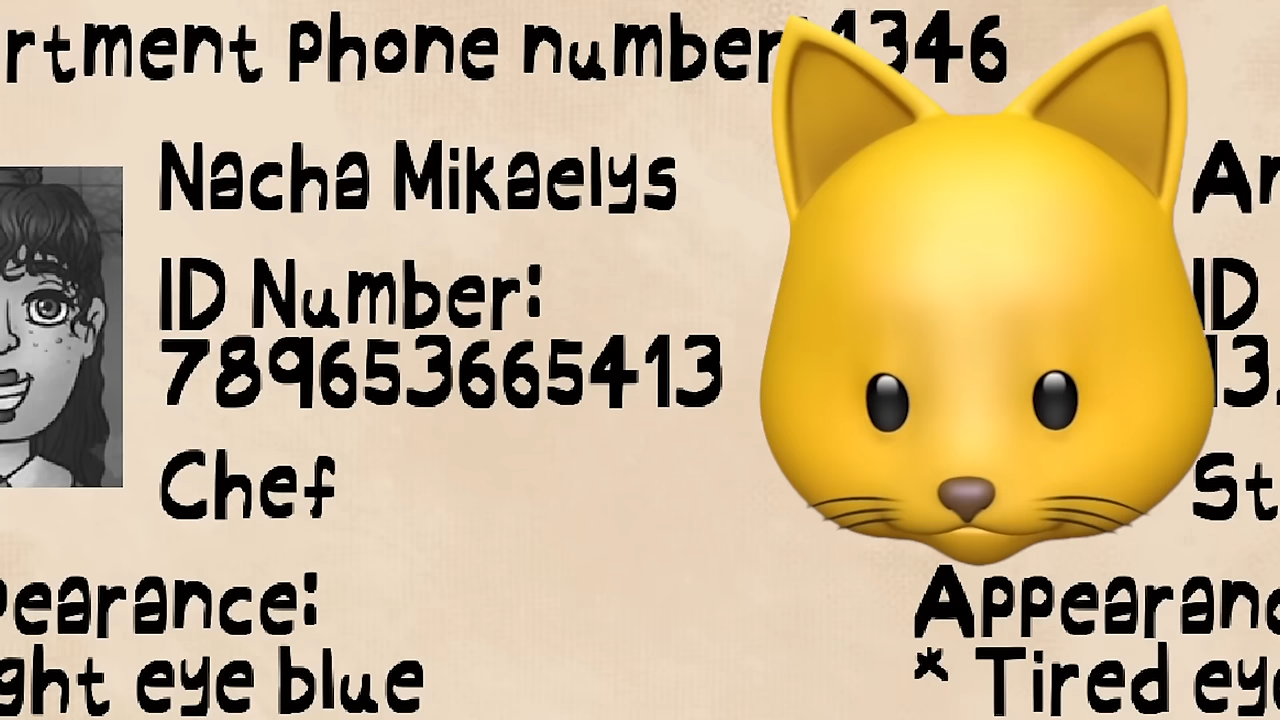 rtment phone number 1346
Nacha Mikaelys
ID Number:
789653665413
Chef
pearance:
ght eye blue
ID
St
Appearanc
* Tired eye